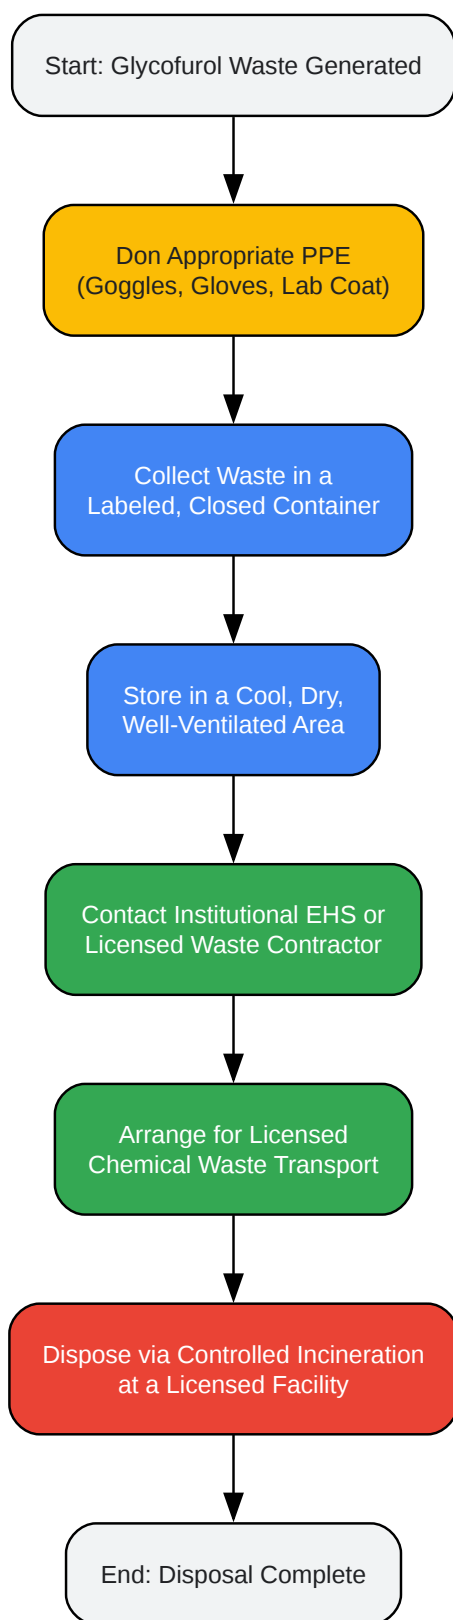 Start: Glycofurol Waste Generated
Don Appropriate PPE
(Goggles, Gloves, Lab Coat)
Collect Waste in a
Labeled, Closed Container
Store in a Cool, Dry,
Well-Ventilated Area
Contact Institutional EHS or
Licensed Waste Contractor
Arrange for Licensed
Chemical Waste Transport
Dispose via Controlled Incineration
at a Licensed Facility
End: Disposal Complete